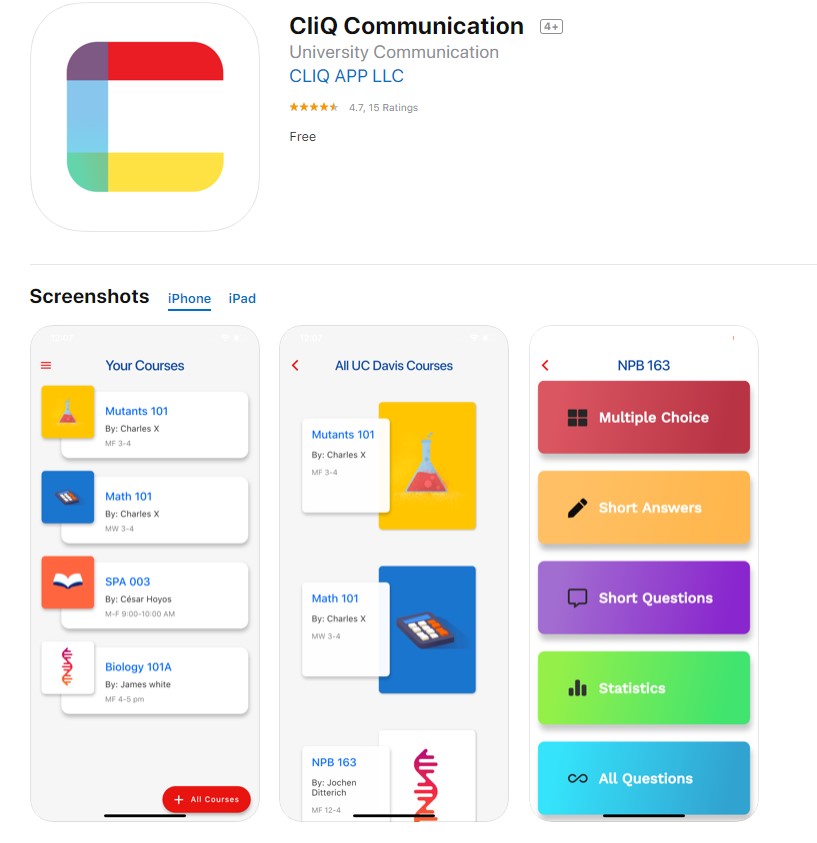 CliQ Communication 4+
University Communication
CLIQ APP LLC
4.7, 15 Ratings
Free
Screenshots iPhone iPad
Your Courses
Mutants 101
By: Charles X
MF 3-4
Math 101
By: Charles X
MW 3-4
SPA 003
By: César Hoyos
M-F 9:00-10:00 AM
Biology 101A
By: James white
MF 4-5 pm
+ All Courses
All UC Davis Courses
Mutants 101
By: Charles X
MF 3-4
Math 101
By: Charles X
MW 3-4
NPB 163
By: Jochen
Ditterich
MF 12-4
NPB 163
Multiple Choice
Short Answers
Short Questions
Statistics
All Questions